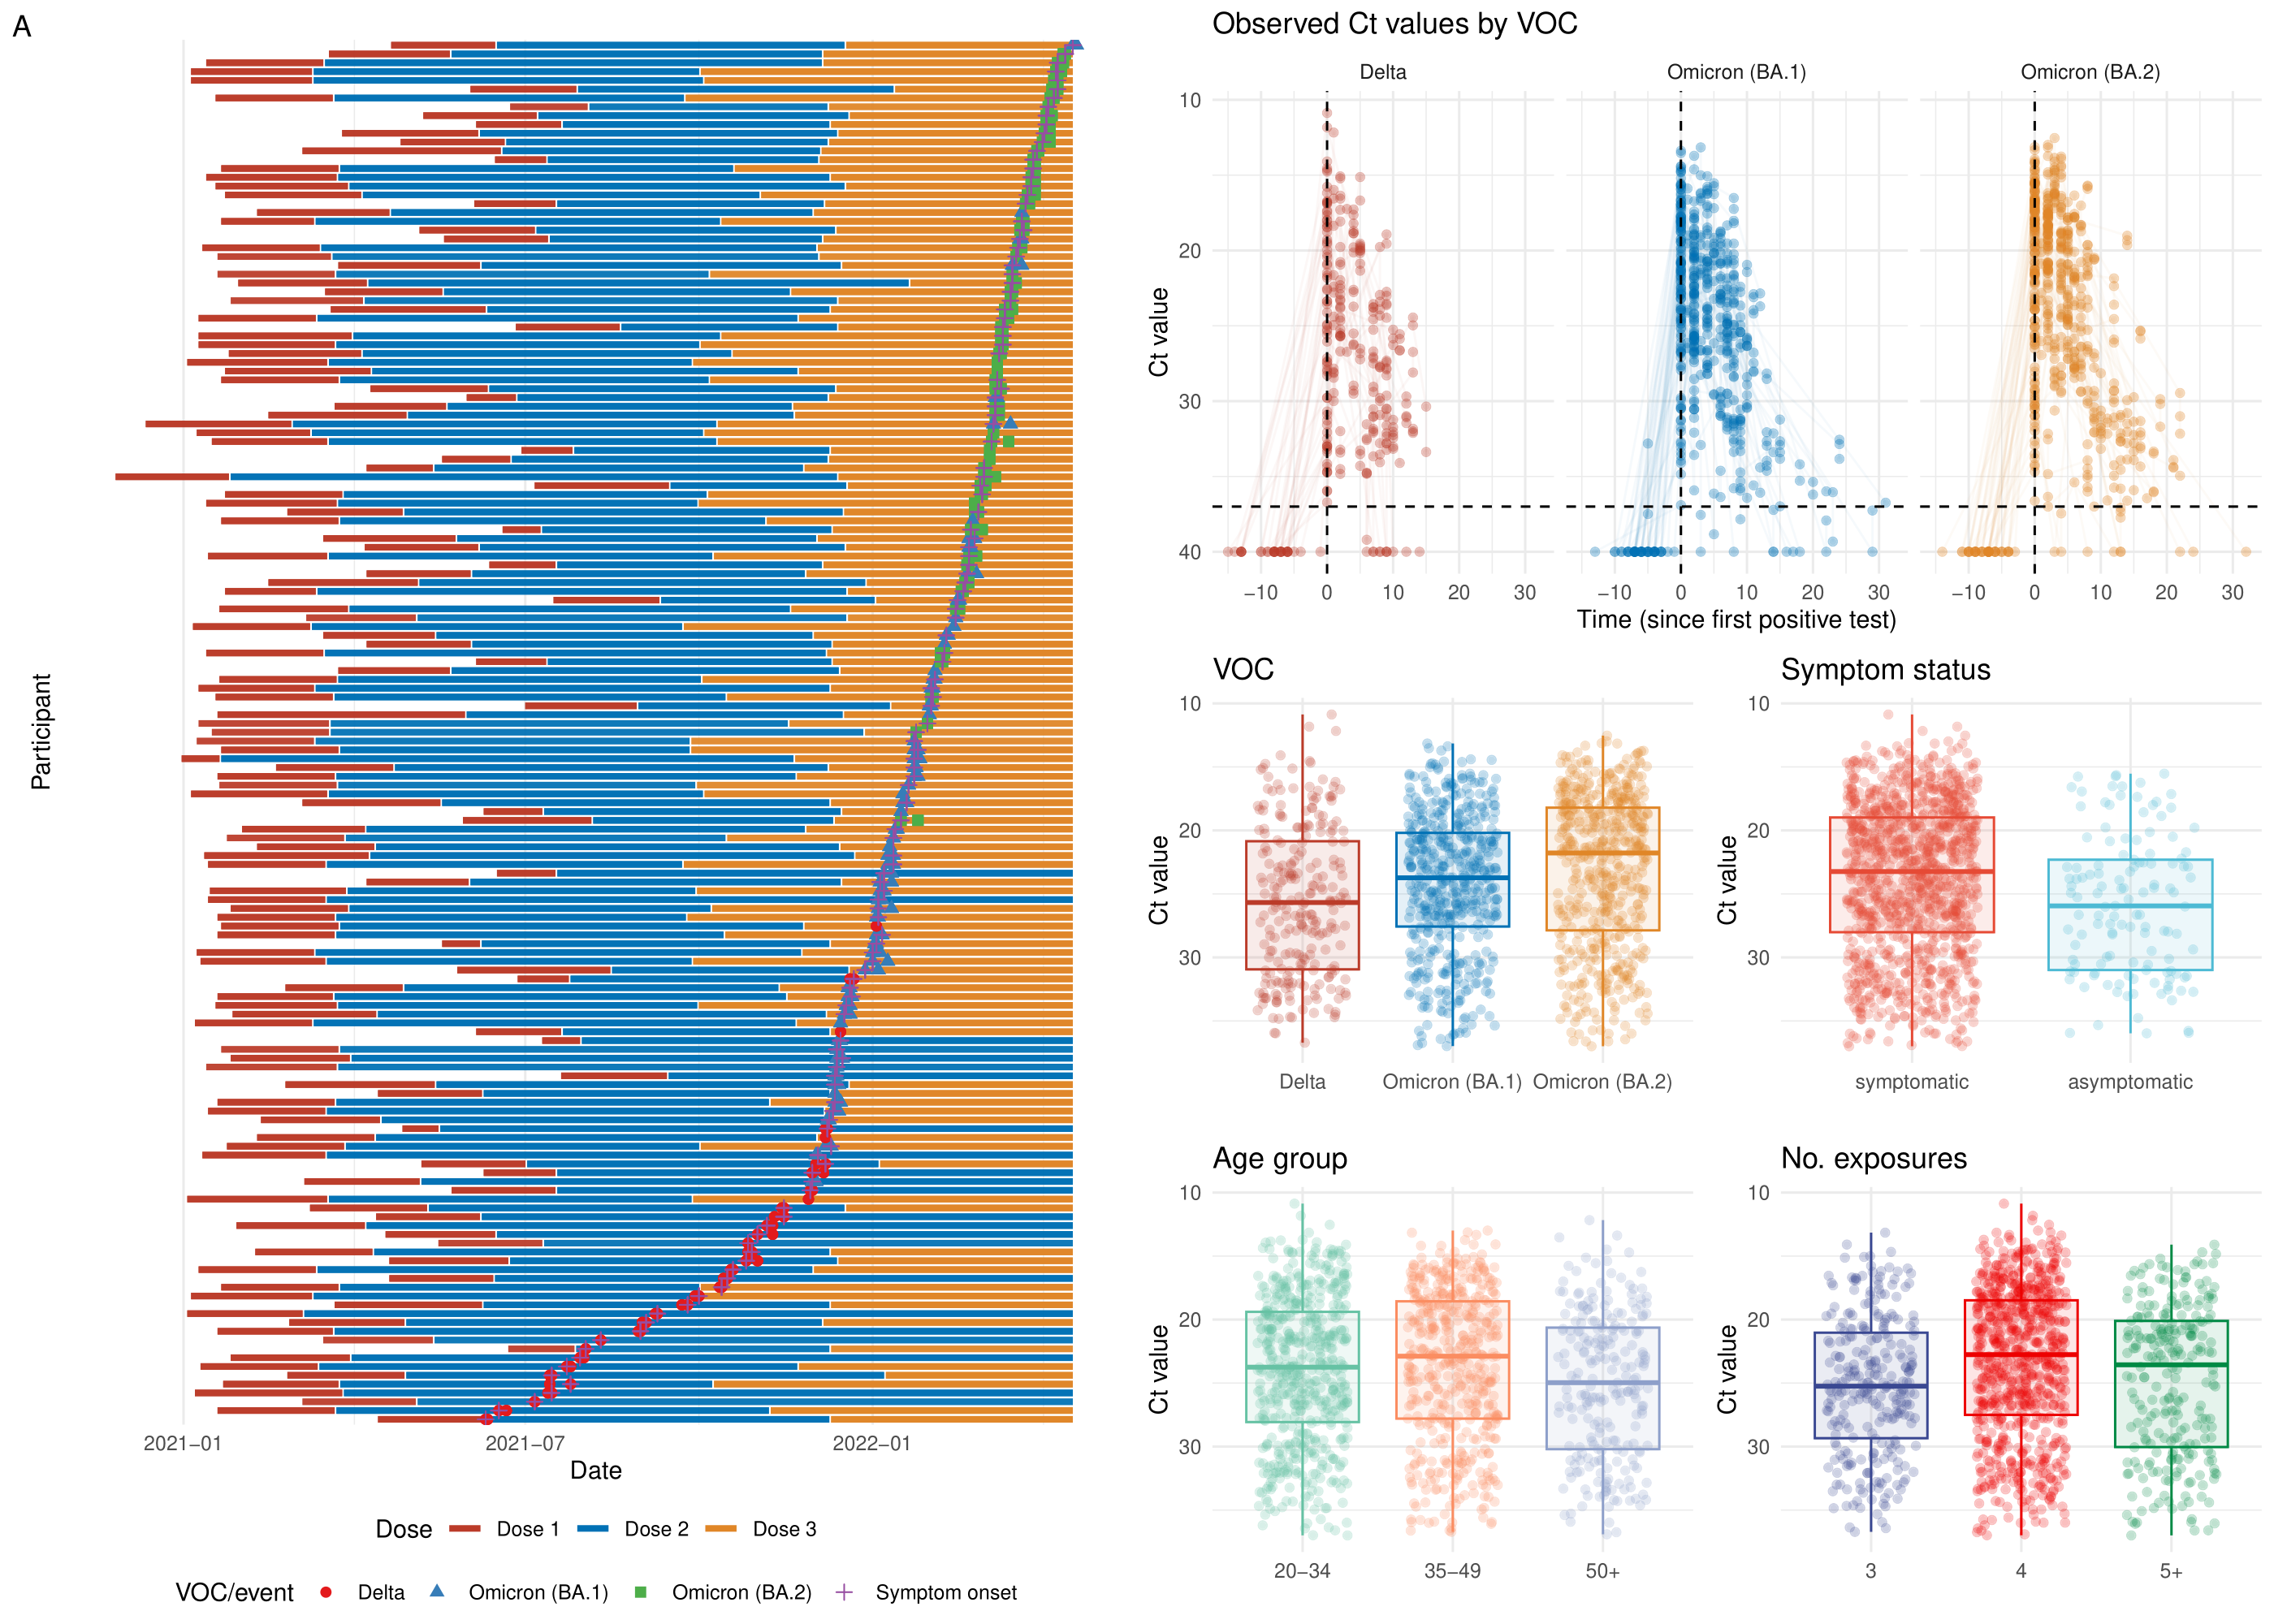 A
Participant
2021−01 2021−07 2022−01
Date
Dose Dose 1 Dose 2 Dose 3
VOC/event Delta Omicron (BA.1) Omicron (BA.2) Symptom onset
Observed Ct values by VOC
Delta Omicron (BA.1) Omicron (BA.2)
Ct value
10
20
30
40
−10 0 10 20 30 −10 0 10 20 30 −10 0 10 20 30
Time (since first positive test)
VOC
Ct value
10
20
30
Delta Omicron (BA.1) Omicron (BA.2)
Symptom status
Ct value
10
20
30
symptomatic asymptomatic
Age group
Ct value
10
20
30
20−34 35−49 50+
No. exposures
Ct value
10
20
30
3 4 5+